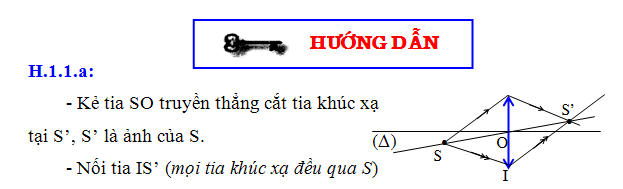 HƯỚNG DẪN
H.1.1.a:
- Kẻ tia SO truyền thẳng cắt tia khúc xạ
tại S’, S’ là ảnh của S.
- Nối tia IS’ (mọi tia khúc xạ đều qua S)
S’
(Δ)
O
S
I